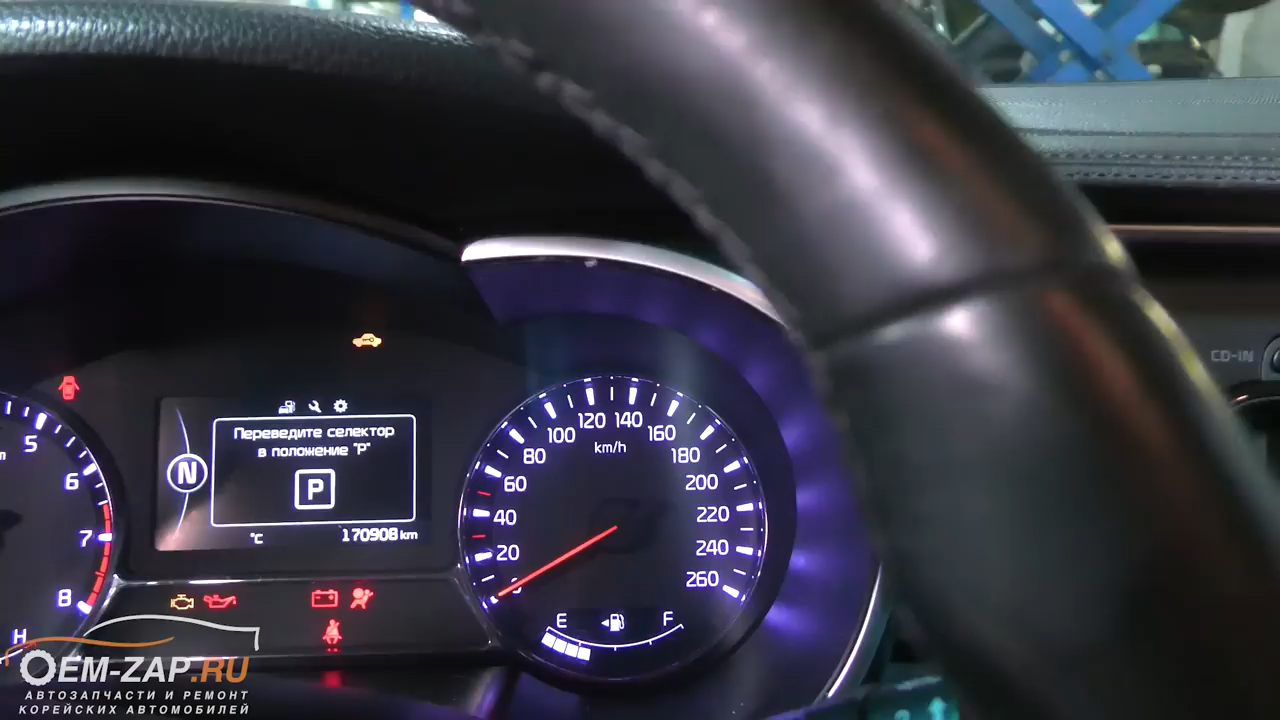 CD-IN
5
6
7
8
H
N
Переведите селектор
в положение "P"
P
°C
170908 km
20
40
60
80
100
120
140
160
180
200
220
240
260
km/h
E
F
OEM-ZAP.RU
АВТОЗАПЧАСТИ И РЕМОНТ
КОРЕЙСКИХ АВТОМОБИЛЕЙ